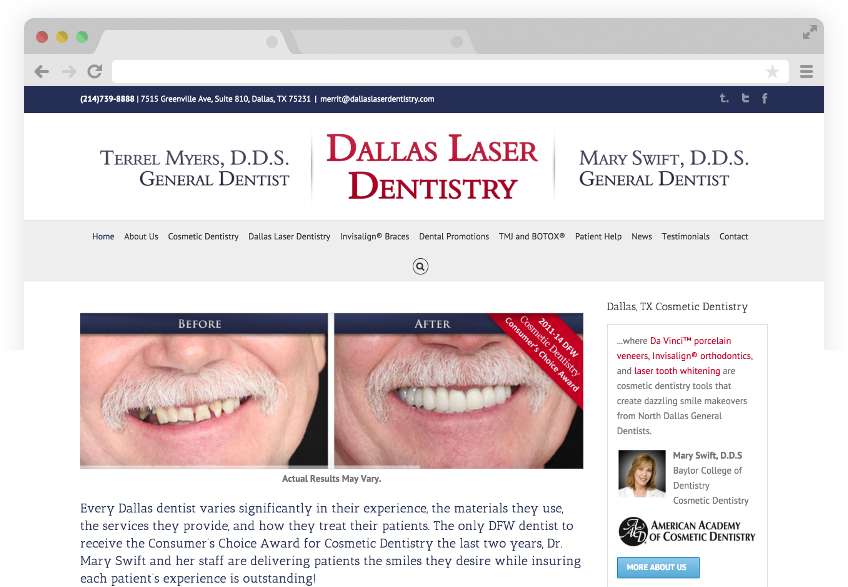 (214)739-8888 | 7515 Greenville Ave, Suite 810, Dallas, TX 75231 | merrit@dallaslaserdentistry.com
t. t f
Terrel Myers, D.D.S.
General Dentist
Dallas Laser
Dentistry
Mary Swift, D.D.S.
General Dentist
Home About Us Cosmetic Dentistry Dallas Laser Dentistry Invisalign® Braces Dental Promotions TMJ and BOTOX® Patient Help News Testimonials Contact
Before
After
2011-14 DFW
Cosmetic Dentistry
Consumer's Choice Award
Actual Results May Vary.
Every Dallas dentist varies significantly in their experience, the materials they use,
the services they provide, and how they treat their patients. The only DFW dentist to
receive the Consumer's Choice Award for Cosmetic Dentistry the last two years, Dr.
Mary Swift and her staff are delivering patients the smiles they desire while insuring
each patient's experience is outstanding!
Dallas, TX Cosmetic Dentistry
...where Da Vinci™ porcelain
veneers, Invisalign® orthodontics,
and laser tooth whitening are
cosmetic dentistry tools that
create dazzling smile makeovers
from North Dallas General
Dentists.
Mary Swift, D.D.S
Baylor College of
Dentistry
Cosmetic Dentistry
AACD
American Academy
of Cosmetic Dentistry
MORE ABOUT US